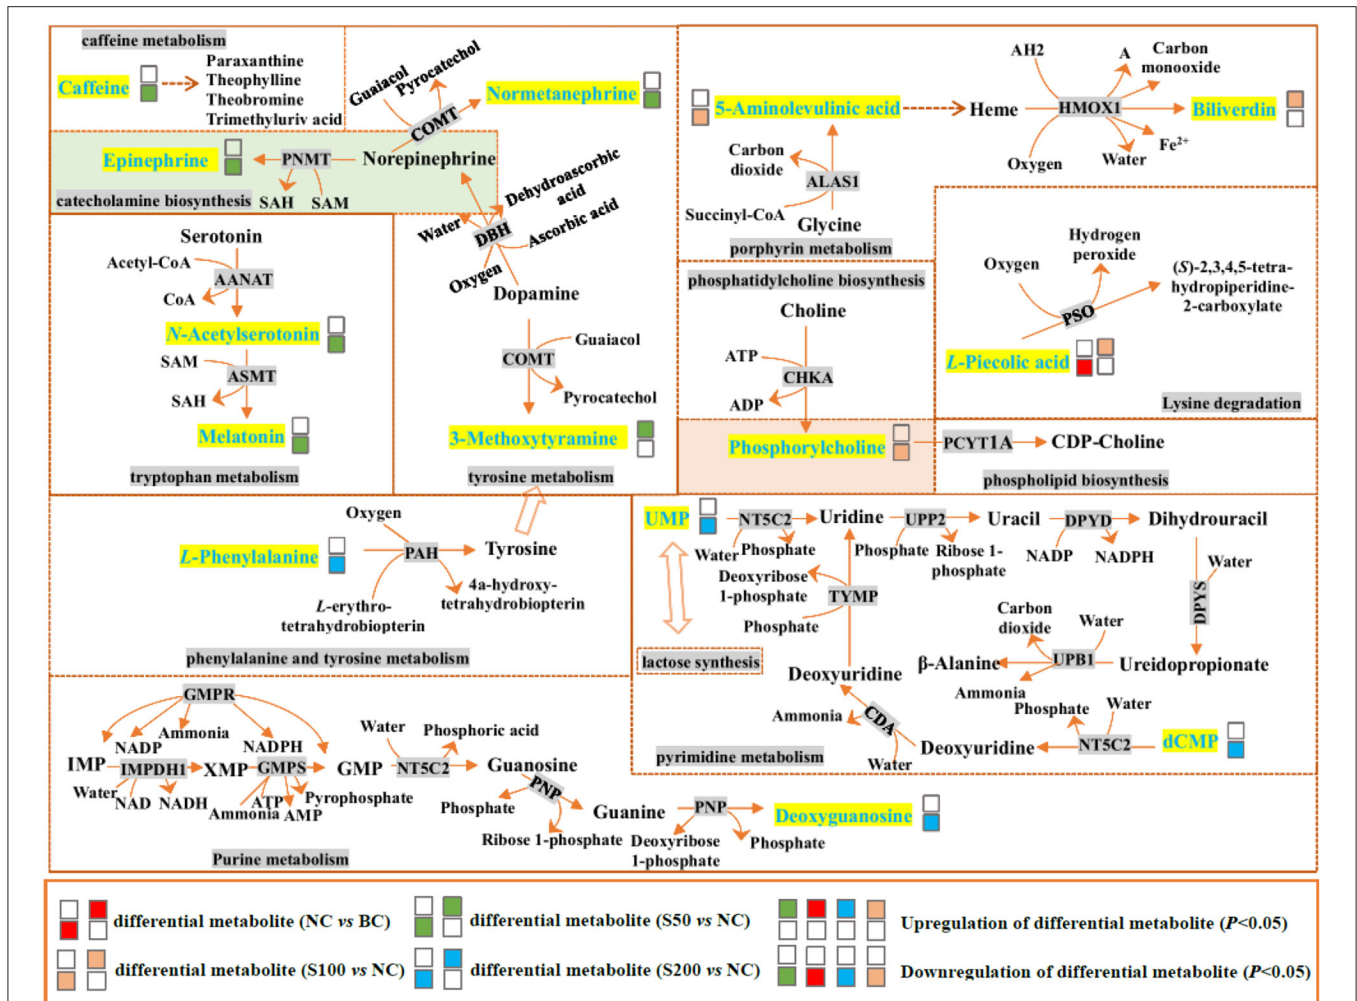 caffeine metabolism
Caffeine
Paraxanthine
Theophylline
Theobromine
Trimethyluriv acid
Guaiacol
Pyrocatechol
COMT
Normetanephrine
Epinephrine
PNMT
Norepinephrine
SAH
SAM
catecholamine biosynthesis
Water
DBH
Dehydroascorbic
acid
Ascorbic acid
Oxygen
Dopamine
COMT
Guaiacol
Pyrocatechol
3-Methoxytyramine
tyrosine metabolism
Serotonin
Acetyl-CoA
AANAT
CoA
N-Acetylserotonin
SAM
ASMT
SAH
Melatonin
tryptophan metabolism
5-Aminolevulinic acid
Heme
AH2
HMOX1
A
Carbon
monooxide
Biliverdin
Oxygen
Water
Fe2+
Carbon
dioxide
ALAS1
Succinyl-CoA
Glycine
porphyrin metabolism
phosphatidylcholine biosynthesis
Choline
ATP
CHKA
ADP
Phosphorylcholine
PCYT1A
CDP-Choline
phospholipid biosynthesis
Oxygen
Hydrogen
peroxide
PSO
(S)-2,3,4,5-tetra-
hydropiperidine-
2-carboxylate
L-Piecolic acid
Lysine degradation
Oxygen
L-Phenylalanine
PAH
Tyrosine
L-erythro-
tetrahydrobiopterin
4a-hydroxy-
tetrahydrobiopterin
phenylalanine and tyrosine metabolism
UMP
NT5C2
Uridine
UPP2
Uracil
DPYD
Dihydrouracil
Water
Phosphate
Phosphate
Ribose 1-
phosphate
NADP
NADPH
Deoxyribose
1-phosphate
TYMP
Phosphate
Water
DPYS
Carbon
dioxide
Water
β-Alanine
UPB1
Ureidopropionate
Ammonia
lactose synthesis
Deoxyuridine
Ammonia
CDA
Water
Deoxyuridine
Phosphate
Water
NT5C2
dCMP
pyrimidine metabolism
GMPR
NADP
Ammonia
NADPH
IMP
IMPDH1
XMP
GMPS
GMP
Water
NAD
NADH
Ammonia
ATP
AMP
Pyrophosphate
Water
NT5C2
Phosphoric acid
Guanosine
PNP
Phosphate
Ribose 1-phosphate
Guanine
PNP
Deoxyribose
1-phosphate
Phosphate
Deoxyguanosine
Purine metabolism
differential metabolite (NC vs BC)
differential metabolite (S50 vs NC)
Upregulation of differential metabolite (P<0.05)
differential metabolite (S100 vs NC)
differential metabolite (S200 vs NC)
Downregulation of differential metabolite (P<0.05)